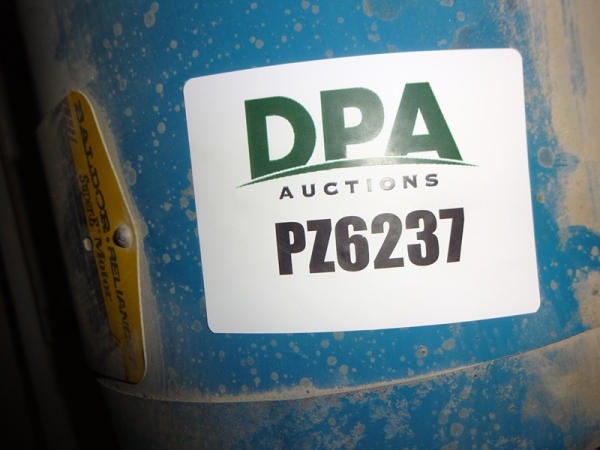 DPA
AUCTIONS
PZ6237
BALDOR • RELIANCE
Super-E Motor